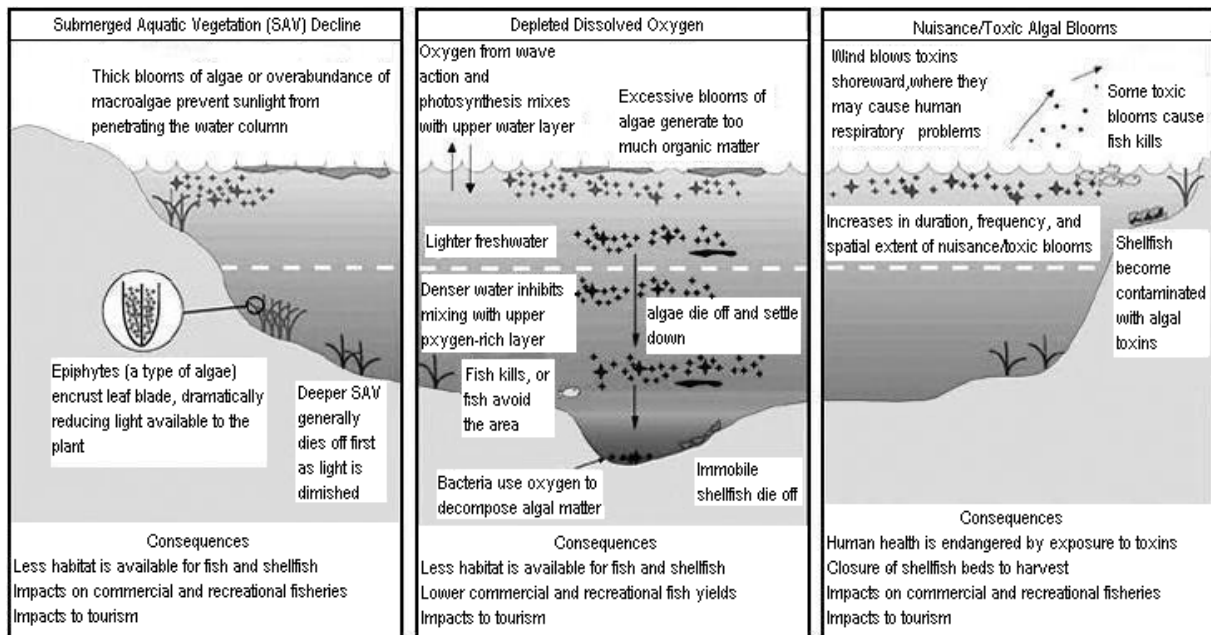 Submerged Aquatic Vegetation (SAV) Decline
Thick blooms of algae or overabundance of
macroalgae prevent sunlight from
penetrating the water column
Epiphytes (a type of algae)
encrust leaf blade, dramatically
reducing light available to the
plant
Deeper SAV
generally
dies off first
as light is
dimished
Consequences
Less habitat is available for fish and shellfish
Impacts on commercial and recreational fisheries
Impacts to tourism
Depleted Dissolved Oxygen
Oxygen from wave
action and
photosynthesis mixes
with upper water layer
Excessive blooms of
algae generate too
much organic matter
Lighter freshwater
Denser water inhibits
mixing with upper
pxygen-rich layer
algae die off and settle
down
Fish kills, or
fish avoid
the area
Bacteria use oxygen to
decompose algal matter
Immobile
shellfish die off
Consequences
Less habitat is available for fish and shellfish
Lower commercial and recreational fish yields
Impacts to tourism
Nuisance/Toxic Algal Blooms
Wind blows toxins
shoreward,where they
may cause human
respiratory problems
Some toxic
blooms cause
fish kills
Increases in duration, frequency, and
spatial extent of nuisance/toxic blooms
Shellfish
become
contaminated
with algal
toxins
Consequences
Human health is endangered by exposure to toxins
Closure of shellfish beds to harvest
Impacts on commercial and recreational fisheries
Impacts to tourism